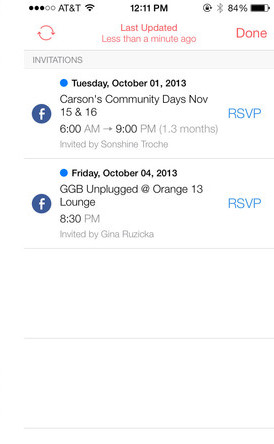 AT&T 12:11 PM 84%
Last Updated
Less than a minute ago
Done
INVITATIONS
Tuesday, October 01, 2013
Carson's Community Days Nov
15 & 16
RSVP
6:00 AM → 9:00 PM (1.3 months)
Invited by Sonshine Troche
Friday, October 04, 2013
GGB Unplugged @ Orange 13
Lounge
RSVP
8:30 PM
Invited by Gina Ruzicka